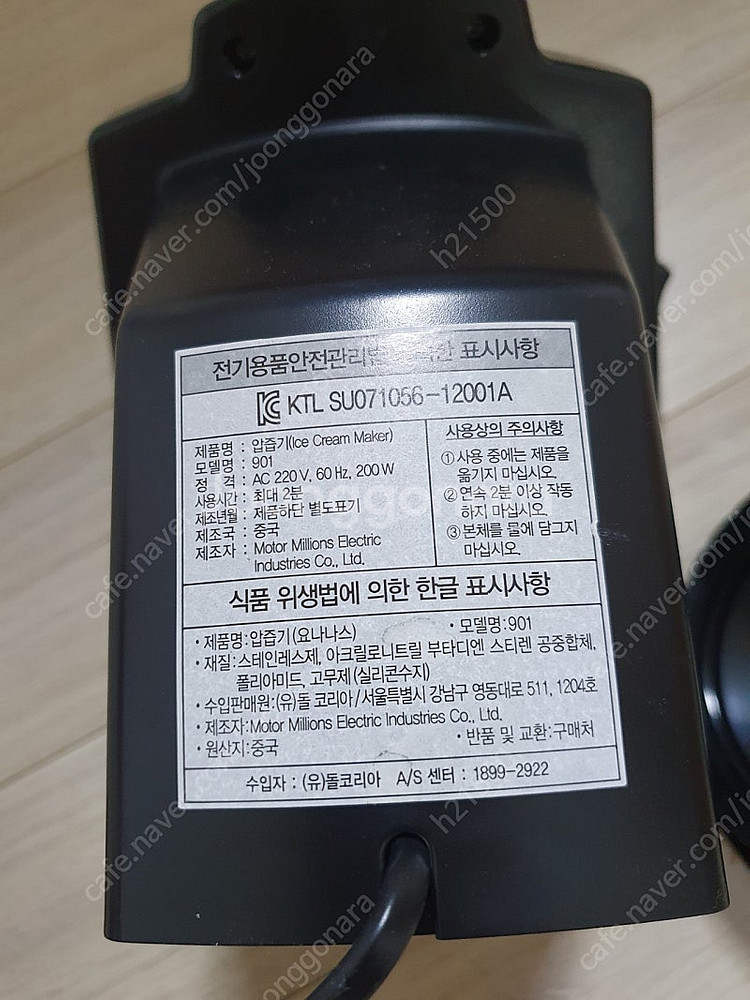 전기용품안전관리법 의한 표시사항
KTL SU071056-12001A
제품명 : 압즙기(Ice Cream Maker)
모델명 : 901
정 격 : AC 220 V, 60 Hz, 200 W
사용시간 : 최대 2분
제조년월 : 제품하단 별도표기
제조국 : 중국
제조자 : Motor Millions Electric
Industries Co., Ltd.
사용상의 주의사항
① 사용 중에는 제품을
옮기지 마십시오.
② 연속 2분 이상 작동
하지 마십시오.
③ 본체를 물에 담그지
마십시오.
식품 위생법에 의한 한글 표시사항
• 제품명:압즙기(요나나스) • 모델명:901
• 재질:스테인레스제, 아크릴로니트릴 부타디엔 스티렌 공중합체,
폴리아미드, 고무제(실리콘수지)
• 수입판매원:(유)돌 코리아/서울특별시 강남구 영동대로 511, 1204호
• 제조자:Motor Millions Electric Industries Co., Ltd.
• 원산지:중국 • 반품 및 교환:구매처
수입자 : (유)돌코리아 A/S 센터 : 1899-2922
cafe.naver.com/joonggonara
h21500
joonggonara